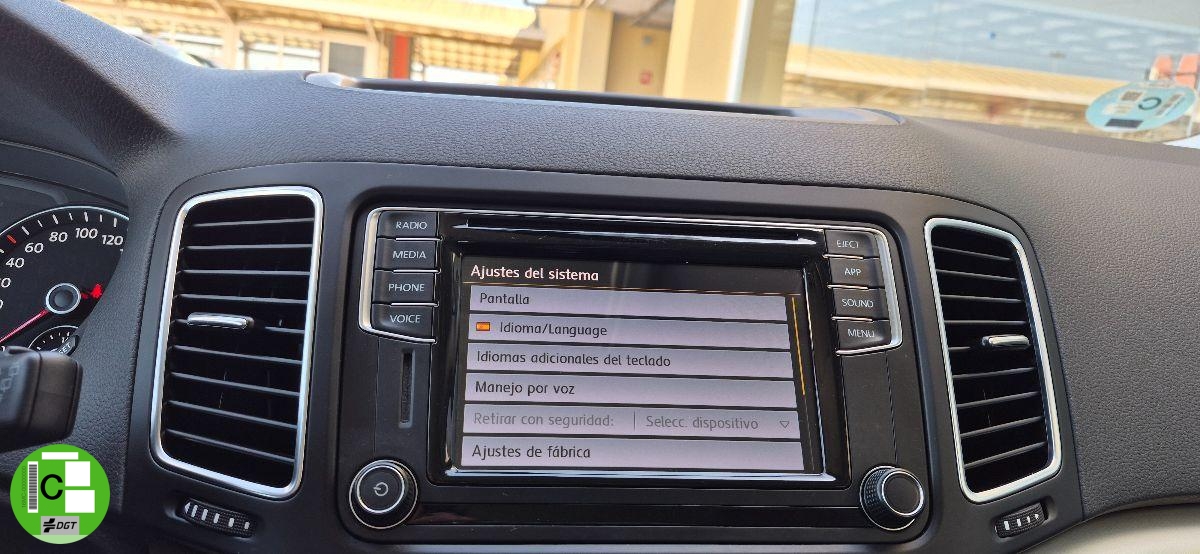 RADIO
MEDIA
PHONE
VOICE
EJECT
APP
SOUND
MENU
Ajustes del sistema
Pantalla
Idioma/Language
Idiomas adicionales del teclado
Manejo por voz
Retirar con seguridad: Selecc. dispositivo
Ajustes de fábrica
40
60
80
100
120
C
C
DGT